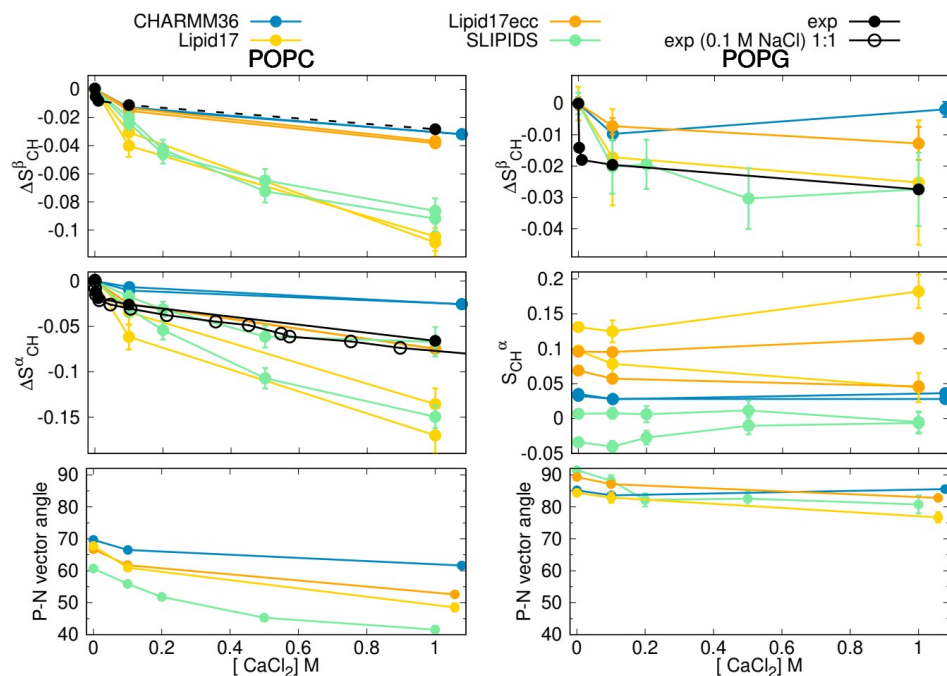 CHARMM36 Lipid17ecc exp
Lipid17 SLIPIDS exp (0.1 M NaCl) 1:1
POPC POPG
0
-0.02
-0.04
-0.06
-0.08
-0.1
ΔS^β_CH
0
-0.01
-0.02
-0.03
-0.04
ΔS^β_CH
0
-0.05
-0.1
-0.15
ΔS^α_CH
0.2
0.15
0.1
0.05
0
-0.05
S_CH^α
90
80
70
60
50
40
P-N vector angle
0 0.2 0.4 0.6 0.8 1
[ CaCl₂] M
90
80
70
60
50
40
P-N vector angle
0 0.2 0.4 0.6 0.8 1
[ CaCl₂] M